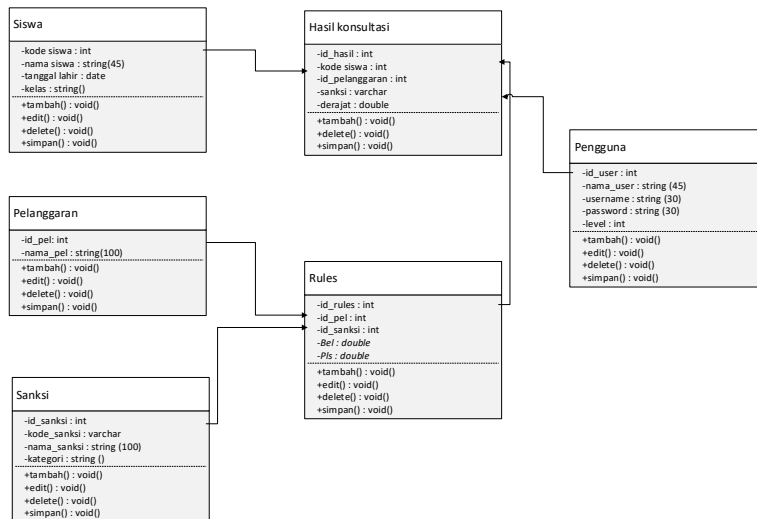 Siswa
-kode siswa : int
-nama siswa : string(45)
-tanggal lahir : date
-kelas : string()
+tambah() : void()
+edit() : void()
+delete() : void()
+simpan() : void()
Hasil konsultasi
-id_hasil : int
-kode siswa : int
-id_pelanggaran : int
-sanksi : varchar
-derajat : double
+tambah() : void()
+delete() : void()
+simpan() : void()
Pengguna
-id_user : int
-nama_user : string (45)
-username : string (30)
-password : string (30)
-level : int
+tambah() : void()
+edit() : void()
+delete() : void()
+simpan() : void()
Pelanggaran
-id_pel: int
-nama_pel : string(100)
+tambah() : void()
+edit() : void()
+delete() : void()
+simpan() : void()
Rules
-id_rules : int
-id_pel : int
-id_sanksi : int
-Bel : double
-Pls : double
+tambah() : void()
+edit() : void()
+delete() : void()
+simpan() : void()
Sanksi
-id_sanksi : int
-kode_sanksi : varchar
-nama_sanksi : string (100)
-kategori : string ()
+tambah() : void()
+edit() : void()
+delete() : void()
+simpan() : void()